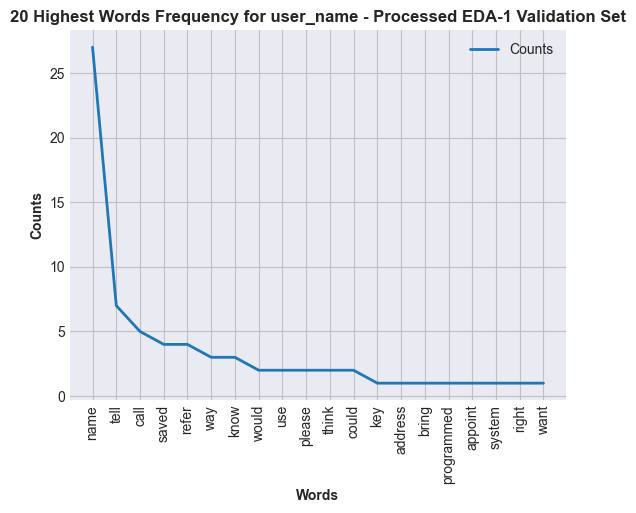 20 Highest Words Frequency for user_name - Processed EDA-1 Validation Set
Counts
25
20
15
10
5
0
Counts
name
tell
call
saved
refer
way
know
would
use
please
think
could
key
address
bring
programmed
appoint
system
right
want
Words